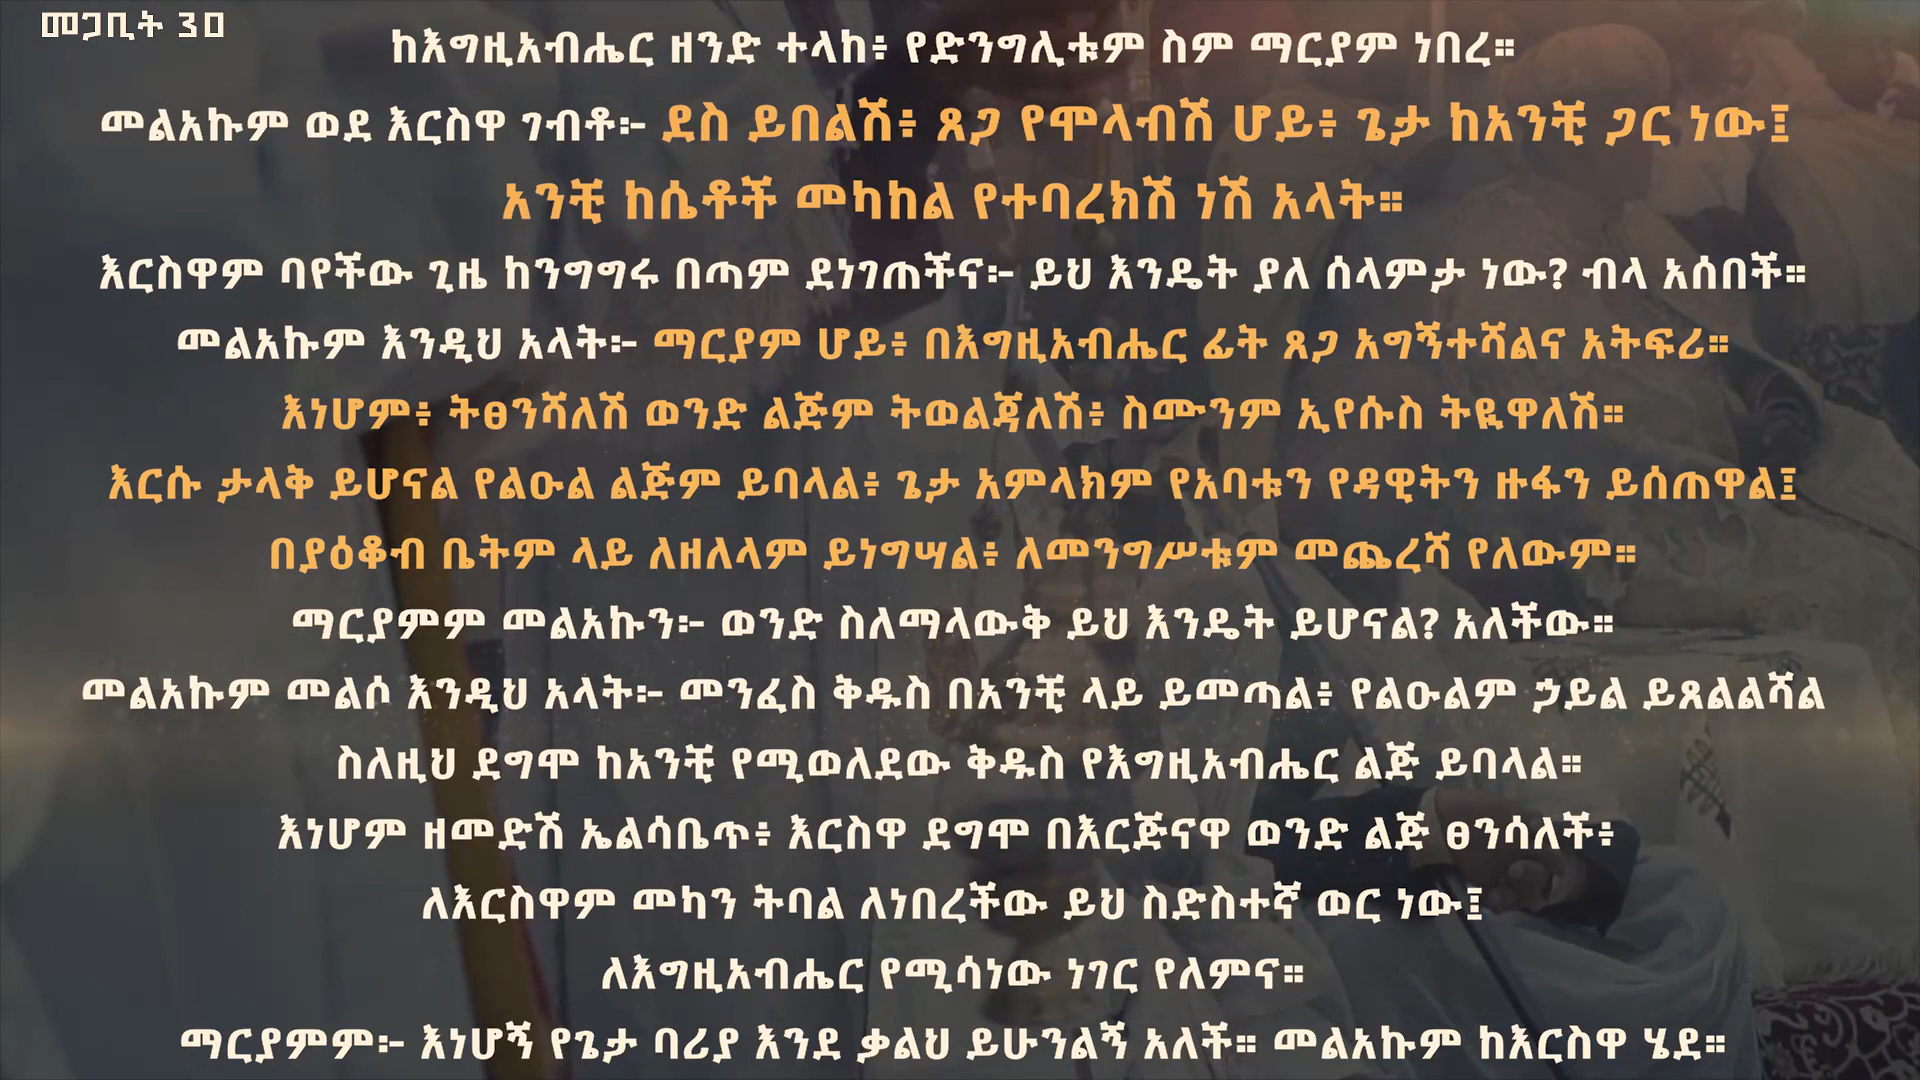 መጋቢት 30
ከእግዚአብሔር ዘንድ ተላከ፥ የድንግሊቱም ስም ማርያም ነበረ።
መልአኩም ወደ እርስዋ ገብቶ፦ ደስ ይበልሽ፥ ጸጋ የሞላብሽ ሆይ፥ ጌታ ከአንቺ ጋር ነው፤
አንቺ ከሴቶች መካከል የተባረክሽ ነሽ አላት።
እርስዋም ባየችው ጊዜ ከንግግሩ በጣም ደነገጠችና፦ ይህ እንዴት ያለ ሰላምታ ነው? ብላ አሰበች።
መልአኩም እንዲህ አላት፦ ማርያም ሆይ፥ በእግዚአብሔር ፊት ጸጋ አግኝተሻልና አትፍሪ።
እነሆም፥ ትፀንሻለሽ ወንድ ልጅም ትወልጃለሽ፥ ስሙንም ኢየሱስ ትዪዋለሽ።
እርሱ ታላቅ ይሆናል የልዑል ልጅም ይባላል፥ ጌታ አምላክም የአባቱን የዳዊትን ዙፋን ይሰጠዋል፤
በያዕቆብ ቤትም ላይ ለዘለላም ይነግሣል፥ ለመንግሥቱም መጨረሻ የለውም።
ማርያምም መልአኩን፦ ወንድ ስለማላውቅ ይህ እንዴት ይሆናል? አለችው።
መልአኩም መልሶ እንዲህ አላት፦ መንፈስ ቅዱስ በአንቺ ላይ ይመጣል፥ የልዑልም ኃይል ይጸልልሻል
ስለዚህ ደግሞ ከአንቺ የሚወለደው ቅዱስ የእግዚአብሔር ልጅ ይባላል።
እነሆም ዘመድሽ ኤልሳቤጥ፥ እርስዋ ደግሞ በእርጅናዋ ወንድ ልጅ ፀንሳለች፥
ለእርስዋም መካን ትባል ለነበረችው ይህ ስድስተኛ ወር ነው፤
ለእግዚአብሔር የሚሳነው ነገር የለምና።
ማርያምም፦ እነሆኝ የጌታ ባሪያ እንደ ቃልህ ይሁንልኝ አለች። መልአኩም ከእርስዋ ሄደ።